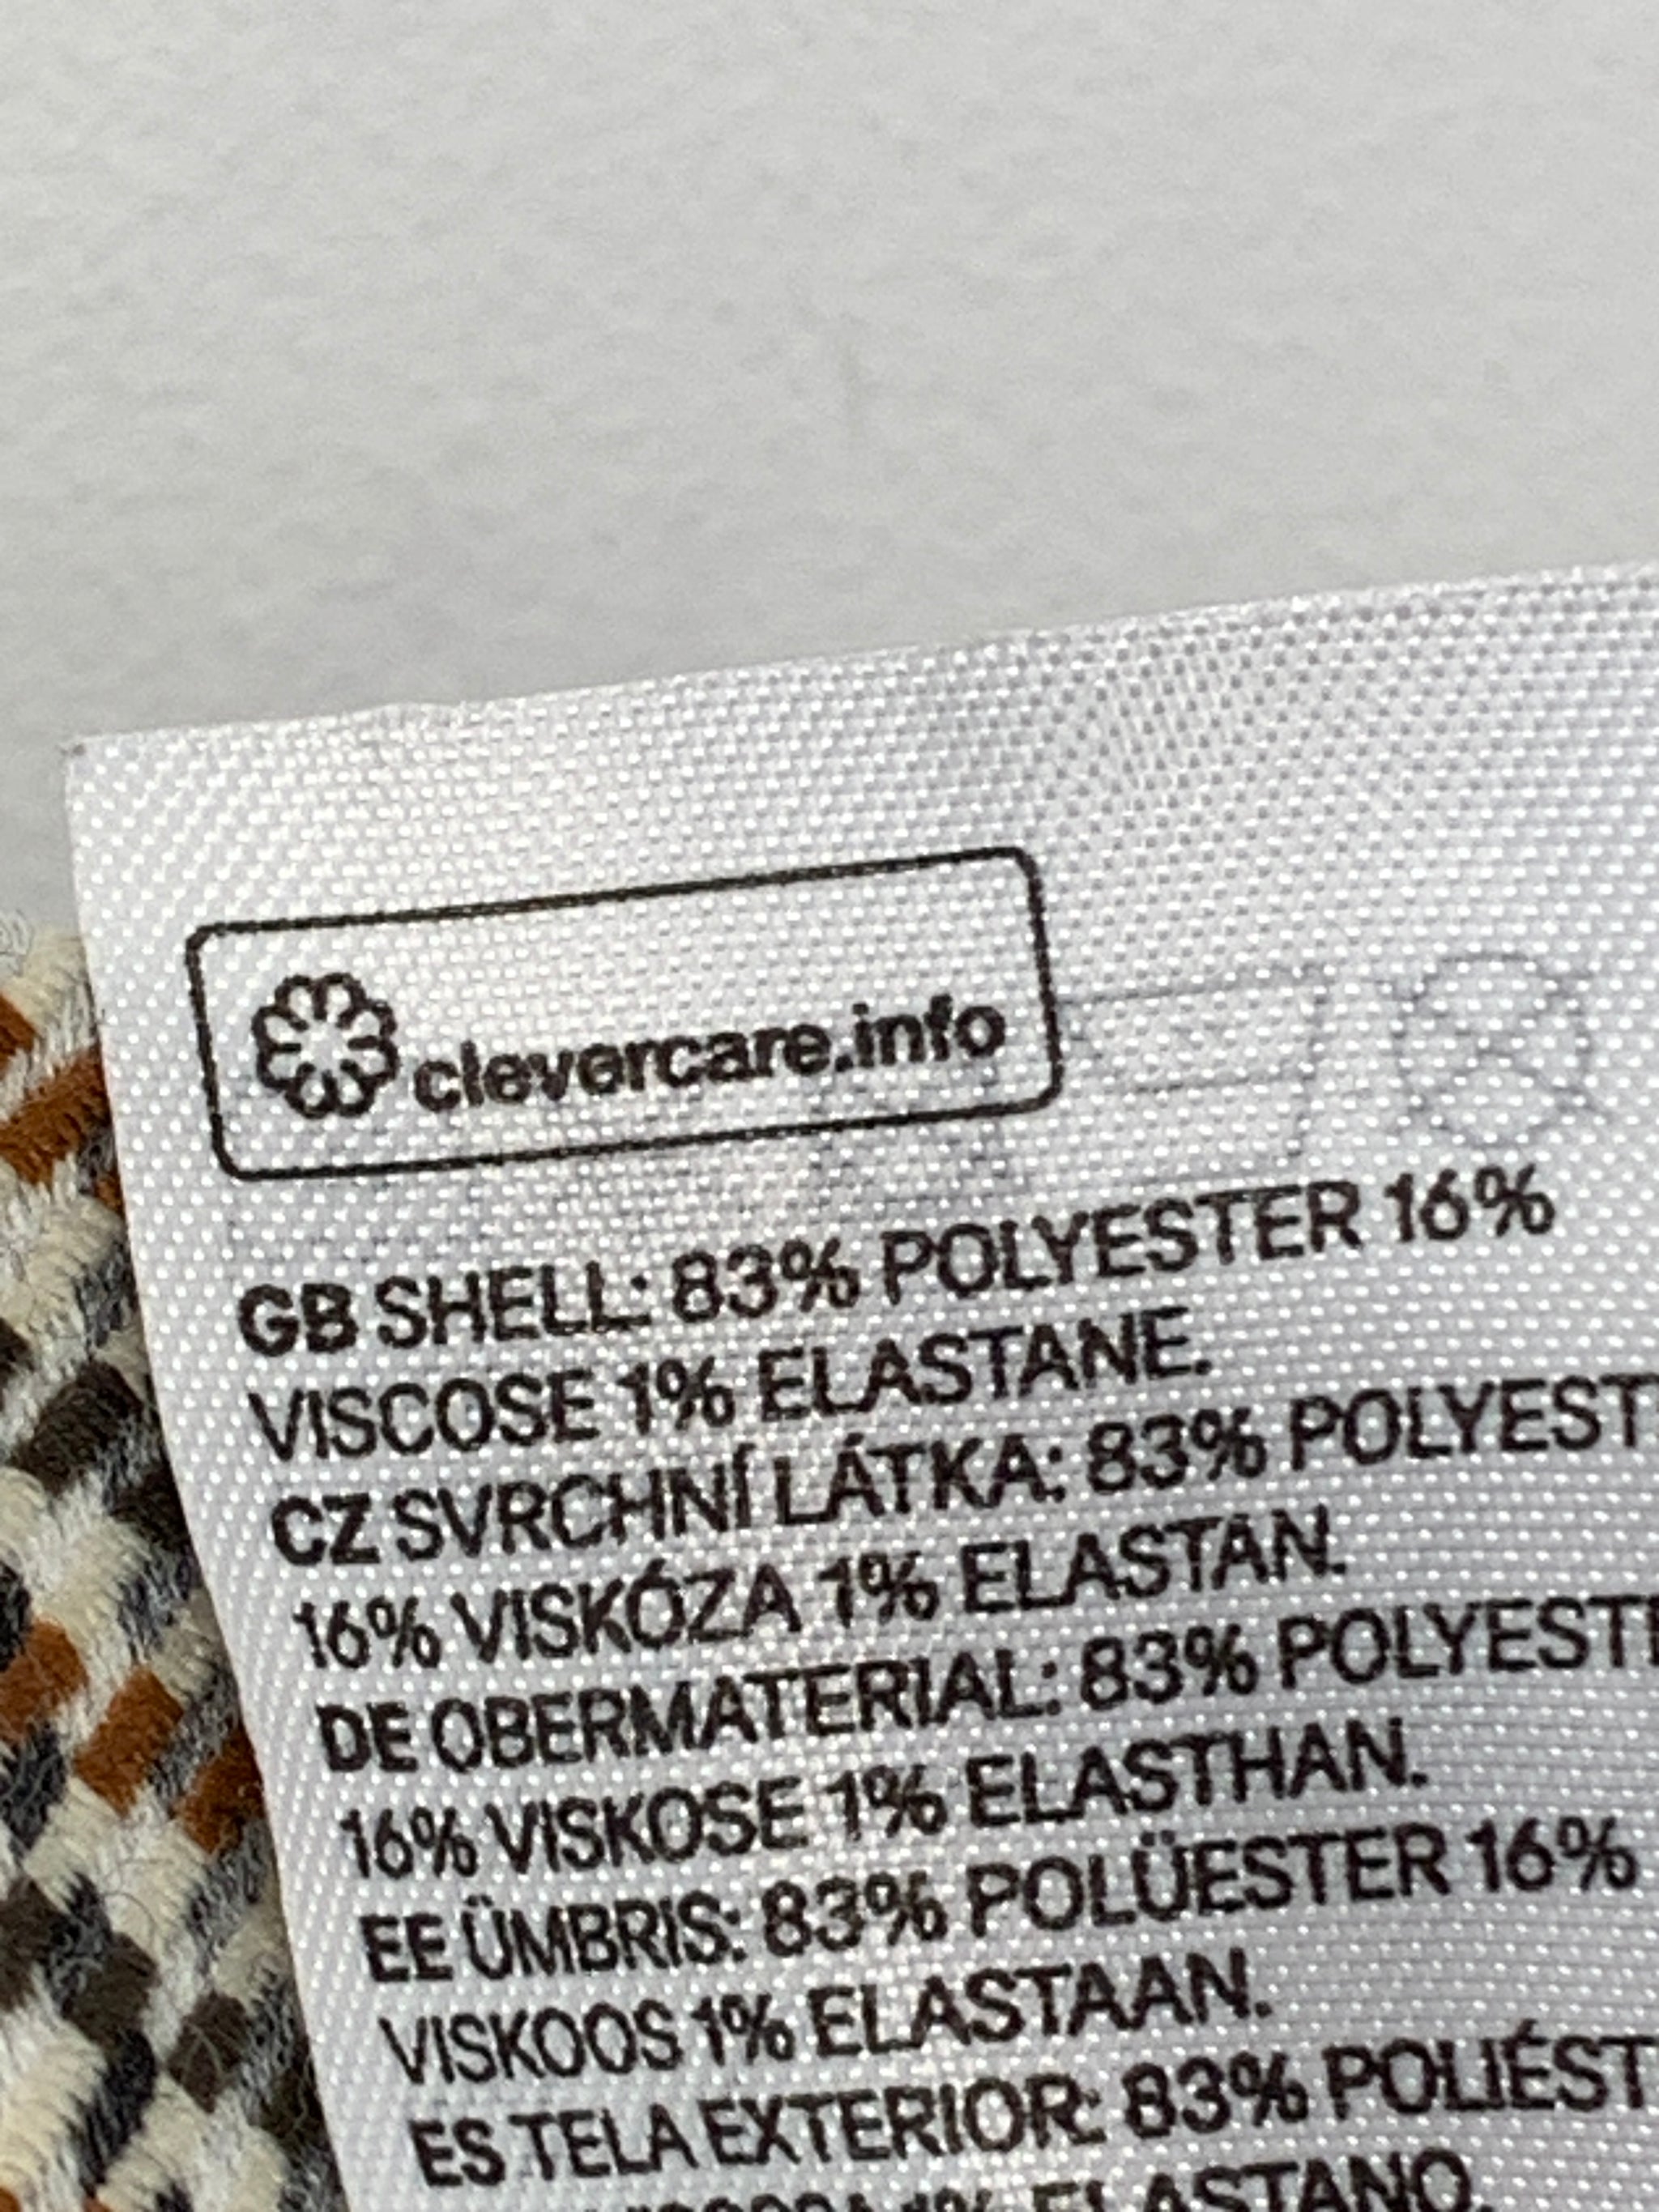 clevercare.info
GB SHELL: 83% POLYESTER 16%
VISCOSE 1% ELASTANE.
CZ SVRCHNÍ LÁTKA: 83% POLYEST
16% VISKÓZA 1% ELASTAN.
DE OBERMATERIAL: 83% POLYEST
16% VISKOSE 1% ELASTHAN.
EE ÜMBRIS: 83% POLÜESTER 16%
VISKOOS 1% ELASTAAN.
ES TELA EXTERIOR: 83% POLIÉST
1% ELASTANO